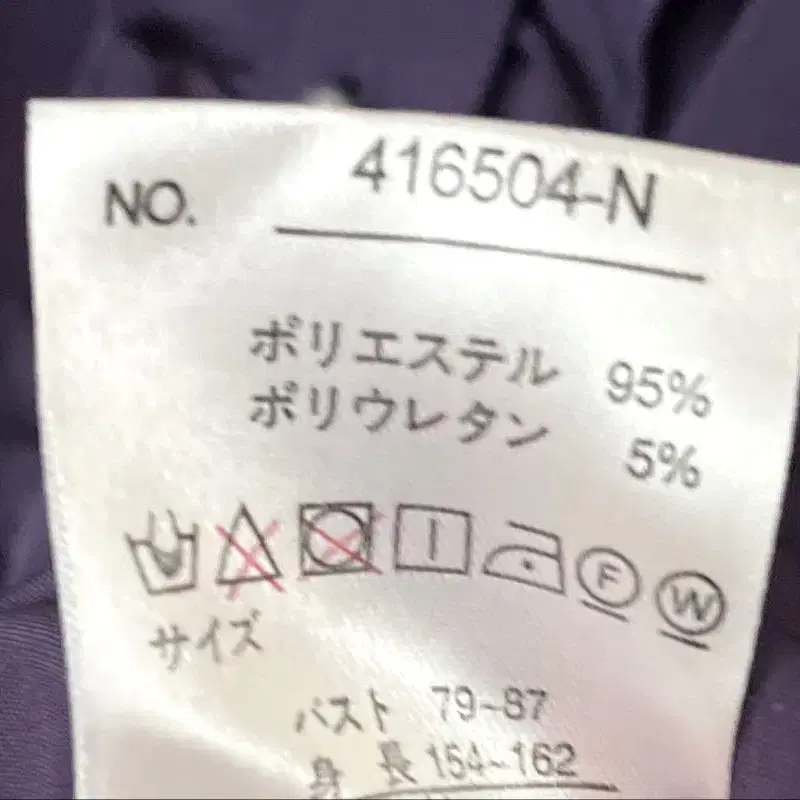 NO. 416504-N
ポリエステル 95%
ポリウレタン 5%
F W
サイズ
バスト 79-87
身 長 154-162